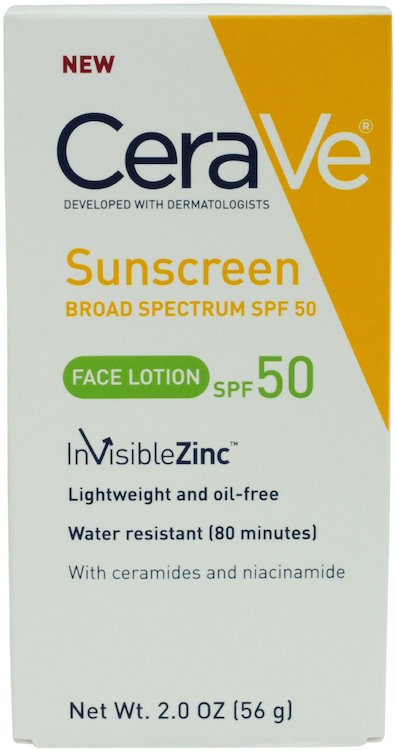 NEW
CeraVe®
DEVELOPED WITH DERMATOLOGISTS
Sunscreen
BROAD SPECTRUM SPF 50
FACE LOTION SPF 50
InVisibleZinc™
Lightweight and oil-free
Water resistant (80 minutes)
With ceramides and niacinamide
Net Wt. 2.0 OZ (56 g)